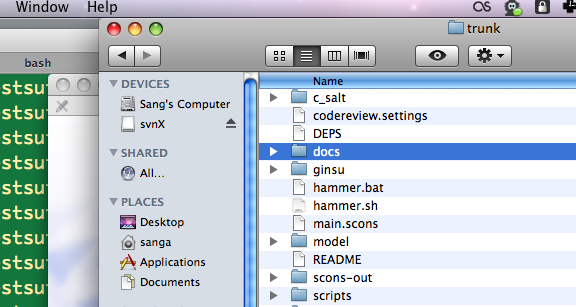 Window Help
trunk
bash
Name
DEVICES
Sang's Computer
svnX
SHARED
All...
PLACES
Desktop
sanga
Applications
Documents
c_salt
codereview.settings
DEPS
docs
ginsu
hammer.bat
hammer.sh
main.scons
model
README
scons-out
scripts
stsu
stsu
stsu
stsu
stsu
stsu
stsu
stsu